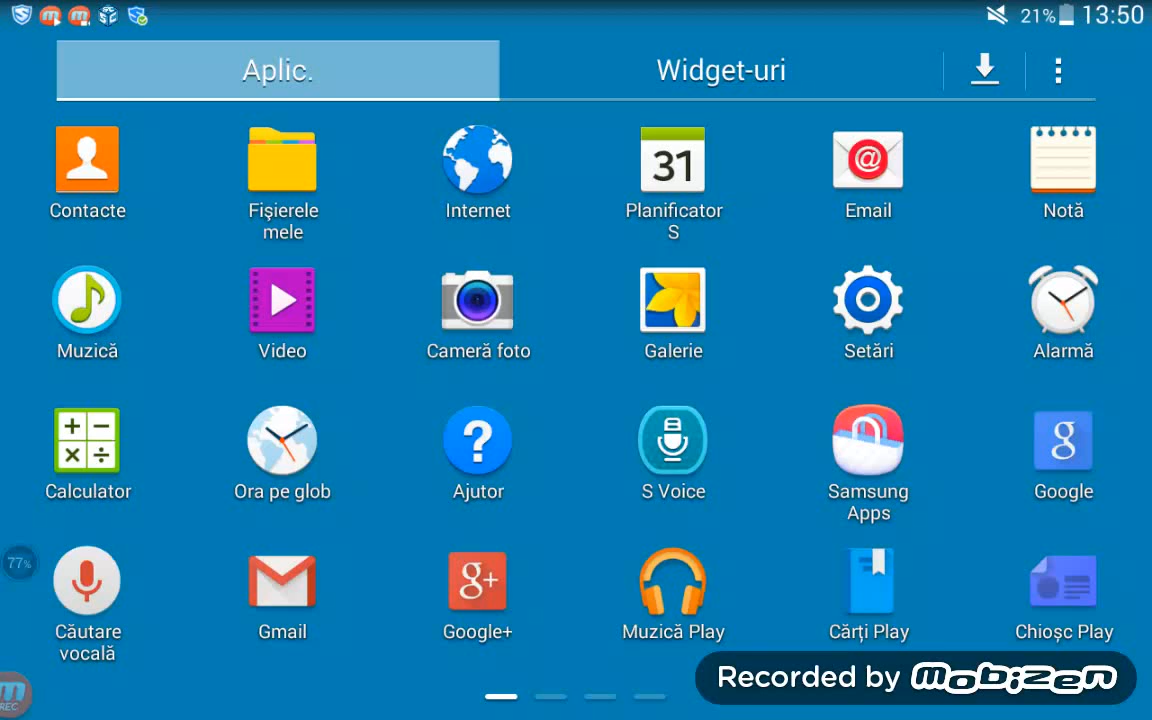 21% 13:50
Aplic. Widget-uri
31
@
Contacte Fişierele mele Internet Planificator S Email Notă
Muzică Video Cameră foto Galerie Setări Alarmă
g
Calculator Ora pe glob Ajutor S Voice Samsung Apps Google
77%
g+
Căutare vocală Gmail Google+ Muzică Play Cărți Play Chioșc Play
Recorded by mobizen
REC